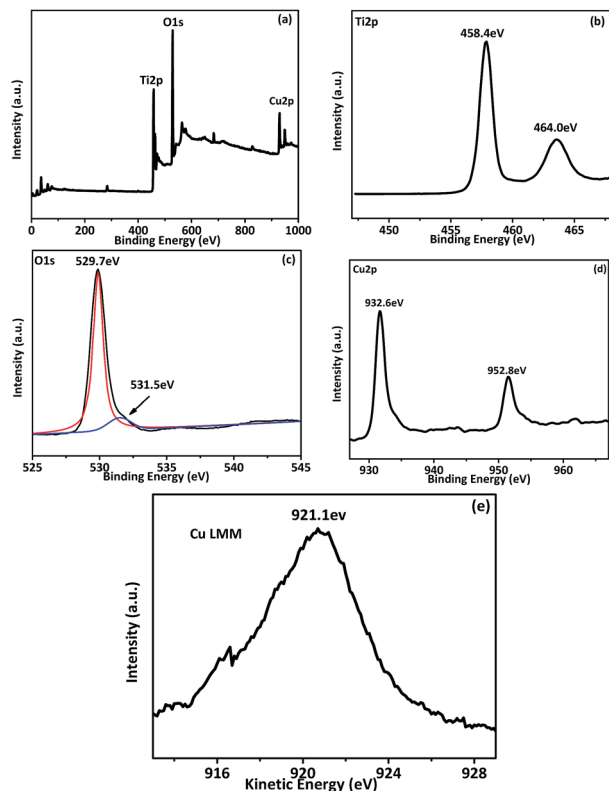 (a)
O1s
Ti2p
Cu2p
Intensity (a.u.)
0 200 400 600 800 1000
Binding Energy (eV)
Ti2p
(b)
458.4eV
464.0eV
Intensity (a.u.)
450 455 460 465
Binding Energy (eV)
O1s
(c)
529.7eV
531.5eV
Intensity (a.u.)
525 530 535 540 545
Binding Energy (eV)
Cu2p
(d)
932.6eV
952.8eV
Intensity (a.u.)
930 940 950 960
Binding Energy (eV)
(e)
Cu LMM
921.1ev
Intensity (a.u.)
916 920 924 928
Kinetic Energy (eV)